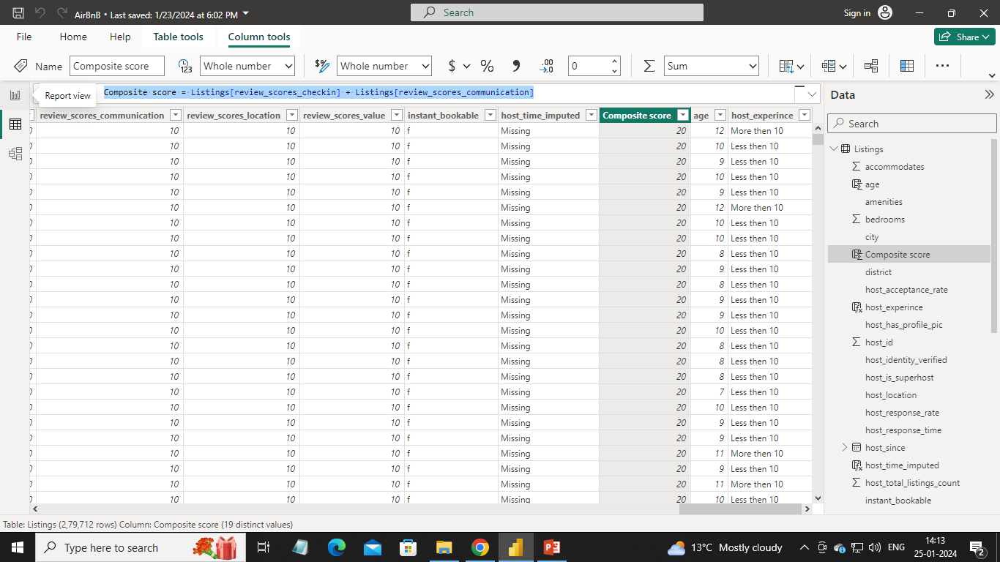 AirBnB • Last saved: 1/23/2024 at 6:02 PM
Search
Sign in
File Home Help Table tools Column tools
Share
Name Composite score Whole number Whole number $ % 0 Sum
Report view
Composite score = Listings[review_scores_checkin] + Listings[review_scores_communication]
Data
Search
review_scores_communication review_scores_location review_scores_value instant_bookable host_time_imputed Composite score age host_experince
10 10 10 f Missing 20 12 More then 10
10 10 10 f Missing 20 10 Less then 10
10 10 10 f Missing 20 9 Less then 10
10 10 10 f Missing 20 10 Less then 10
10 10 10 f Missing 20 9 Less then 10
10 10 10 f Missing 20 12 More then 10
10 10 10 f Missing 20 10 Less then 10
10 10 10 f Missing 20 10 Less then 10
10 10 10 f Missing 20 8 Less then 10
10 10 10 f Missing 20 9 Less then 10
10 10 10 f Missing 20 8 Less then 10
10 10 10 f Missing 20 9 Less then 10
10 10 10 f Missing 20 9 Less then 10
10 10 10 f Missing 20 10 Less then 10
10 10 10 f Missing 20 8 Less then 10
10 10 10 f Missing 20 8 Less then 10
10 10 10 f Missing 20 8 Less then 10
10 10 10 f Missing 20 7 Less then 10
10 10 10 f Missing 20 10 Less then 10
10 10 10 f Missing 20 9 Less then 10
10 10 10 f Missing 20 9 Less then 10
10 10 10 f Missing 20 11 More then 10
10 10 10 f Missing 20 9 Less then 10
10 10 10 f Missing 20 11 More then 10
10 10 10 f Missing 20 10 Less then 10
Listings
accommodates
age
amenities
bedrooms
city
Composite score
district
host_acceptance_rate
host_experince
host_has_profile_pic
host_id
host_identity_verified
host_is_superhost
host_location
host_response_rate
host_response_time
host_since
host_time_imputed
host_total_listings_count
instant_bookable
Table: Listings (2,79,712 rows) Column: Composite score (19 distinct values)
Type here to search
13°C Mostly cloudy
ENG
14:13
25-01-2024
2